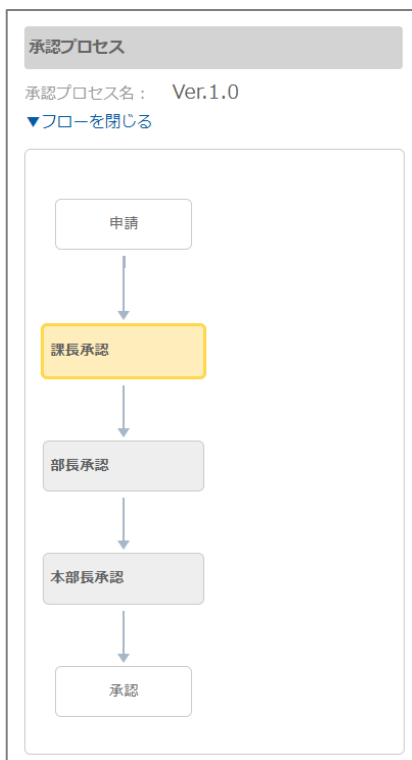 承認プロセス
承認プロセス名： Ver.1.0
▼フローを閉じる
申請
課長承認
部長承認
本部長承認
承認